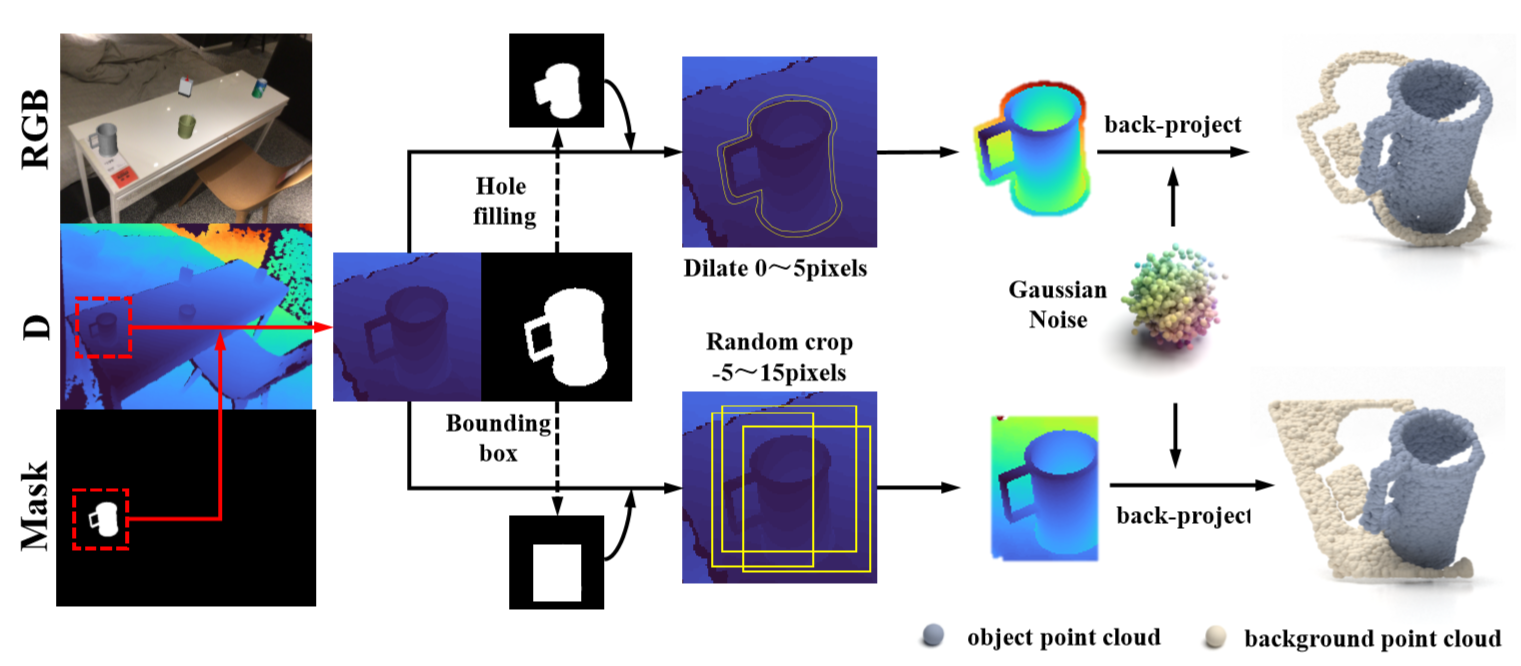 RGB
D
Mask
Hole
filling
Bounding
box
Dilate 0～5pixels
Random crop
-5～15pixels
back-project
Gaussian
Noise
back-project
object point cloud
background point cloud